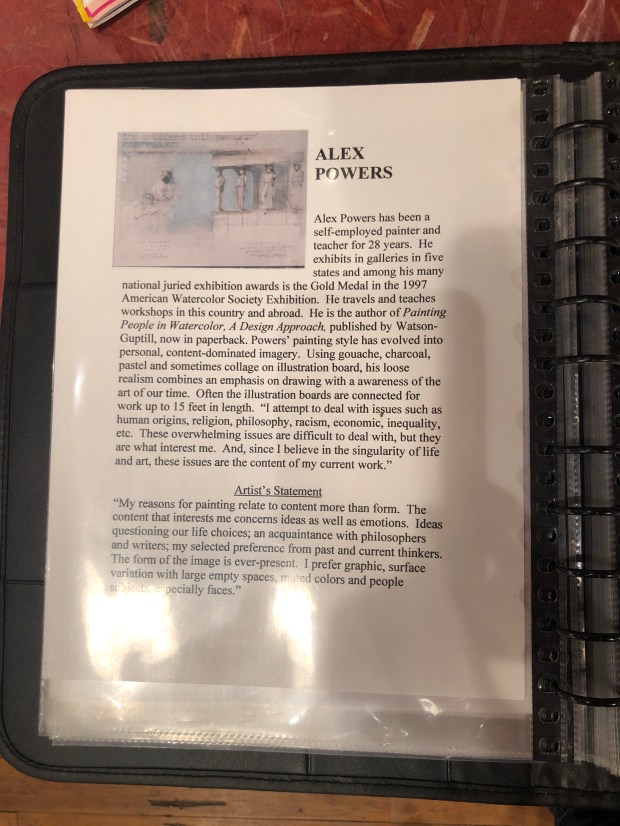 ALEX
POWERS
Alex Powers has been a
self-employed painter and
teacher for 28 years. He
exhibits in galleries in five
states and among his many
national juried exhibition awards is the Gold Medal in the 1997
American Watercolor Society Exhibition. He travels and teaches
workshops in this country and abroad. He is the author of Painting
People in Watercolor, A Design Approach, published by Watson-
Guptill, now in paperback. Powers' painting style has evolved into
personal, content-dominated imagery. Using gouache, charcoal,
pastel and sometimes collage on illustration board, his loose
realism combines an emphasis on drawing with a awareness of the
art of our time. Often the illustration boards are connected for
work up to 15 feet in length. "I attempt to deal with issues such as
human origins, religion, philosophy, racism, economic, inequality,
etc. These overwhelming issues are difficult to deal with, but they
are what interest me. And, since I believe in the singularity of life
and art, these issues are the content of my current work."
Artist's Statement
"My reasons for painting relate to content more than form. The
content that interests me concerns ideas as well as emotions. Ideas
questioning our life choices; an acquaintance with philosophers
and writers; my selected preference from past and current thinkers.
The form of the image is ever-present. I prefer graphic, surface
variation with large empty spaces, muted colors and people
subjects, especially faces."